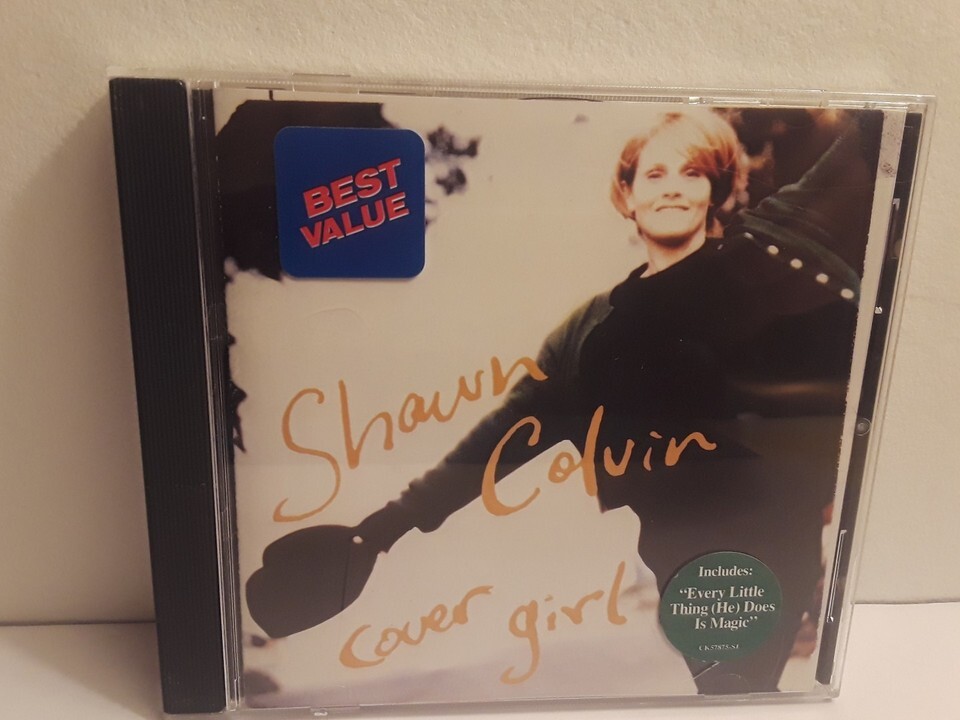 BEST
VALUE
Shawn
Colvin
cover girl
Includes:
"Every Little
Thing (He) Does
Is Magic"